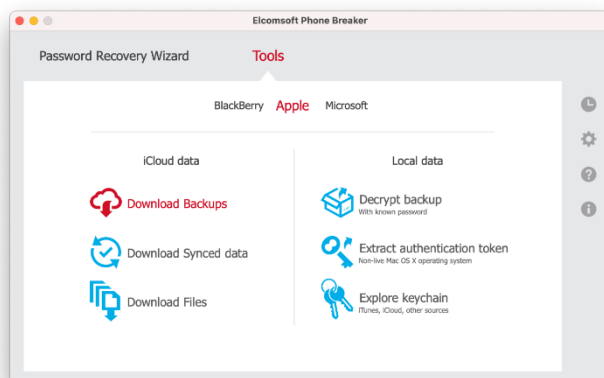 Elcomsoft Phone Breaker
Password Recovery Wizard
Tools
BlackBerry Apple Microsoft
iCloud data
Download Backups
Download Synced data
Download Files
Local data
Decrypt backup
With known password
Extract authentication token
Non-live Mac OS X operating system
Explore keychain
iTunes, iCloud, other sources